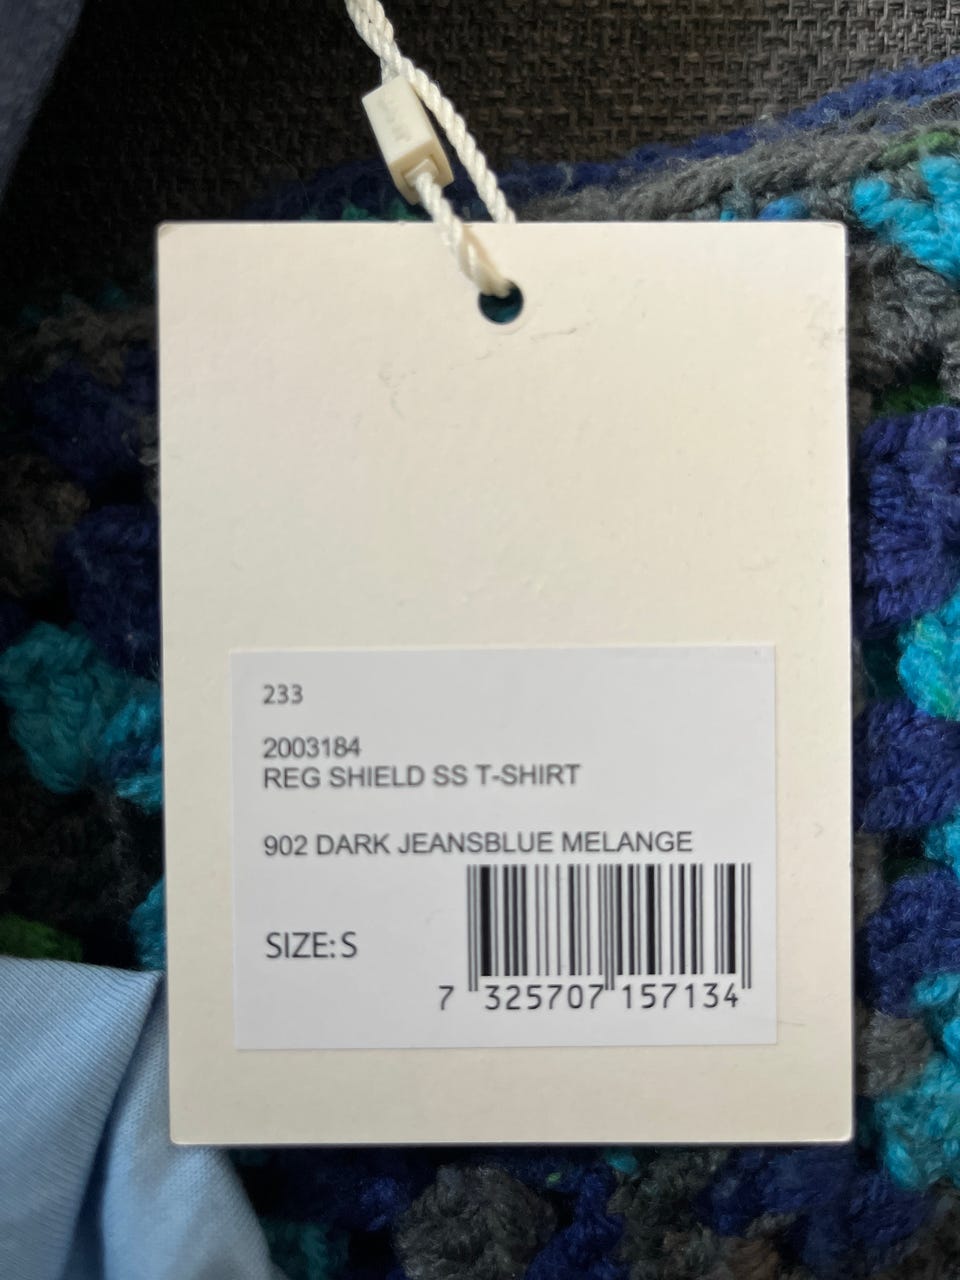 233
2003184
REG SHIELD SS T-SHIRT
902 DARK JEANSBLUE MELANGE
SIZE: S
7 325707 157134